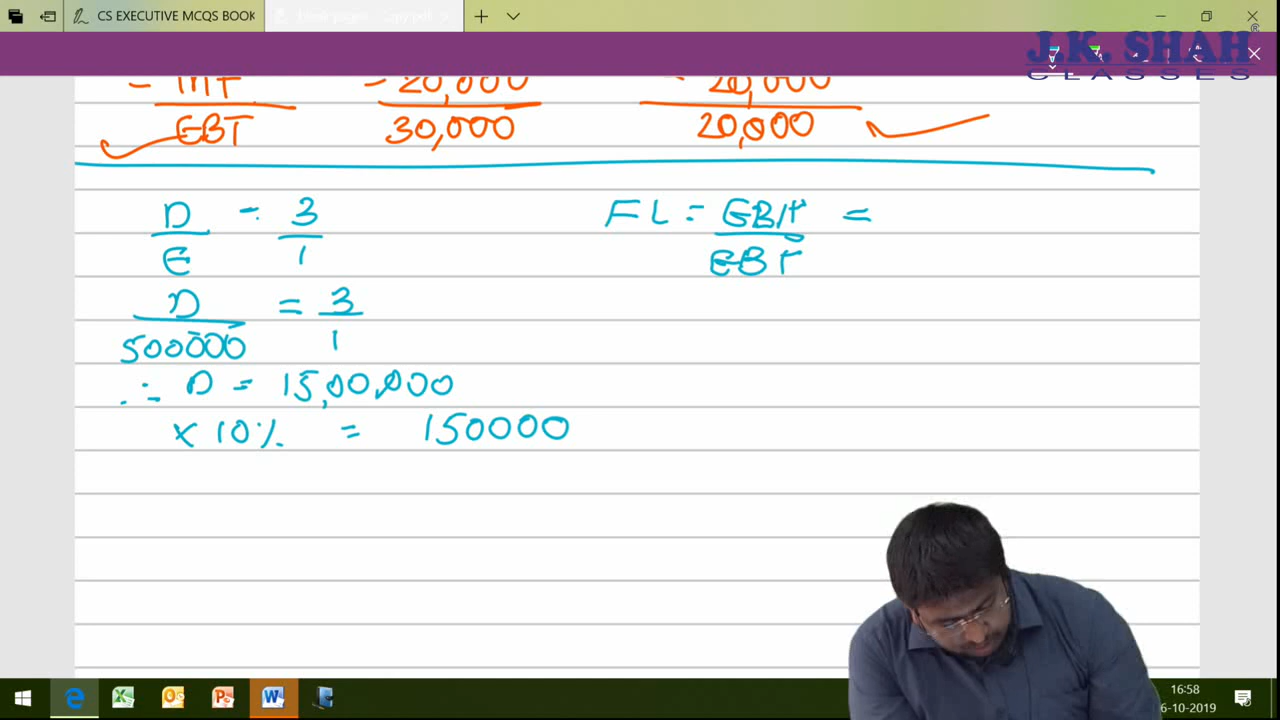 CS EXECUTIVE MCQS BOOK
J.K. SHAH®
CLASSES
- INT - 20,000 - 20,000
EBT 30,000 20,000
D/E = 3/1
D/500000 = 3/1
∴ D = 15,00,000
× 10% = 150000
FL = EBIT/EBT =
16:58
6-10-2019